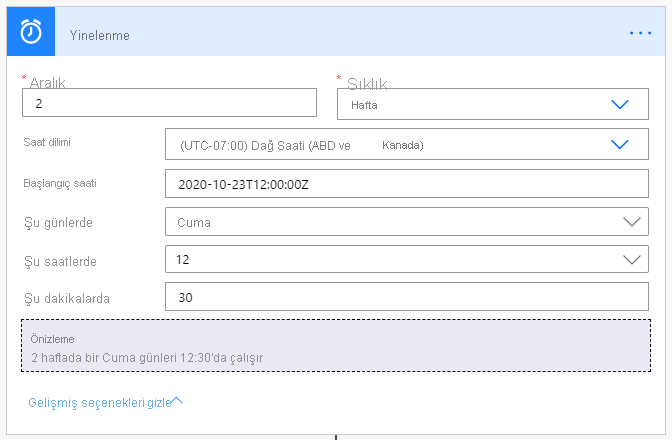 Yinelenme
* Aralık
* Sıklık
2
Hafta
Saat dilimi
(UTC-07:00) Dağ Saati (ABD ve Kanada)
Başlangıç saati
2020-10-23T12:00:00Z
Şu günlerde
Cuma
Şu saatlerde
12
Şu dakikalarda
30
Önizleme
2 haftada bir Cuma günleri 12:30'da çalışır
Gelişmiş seçenekleri gizle